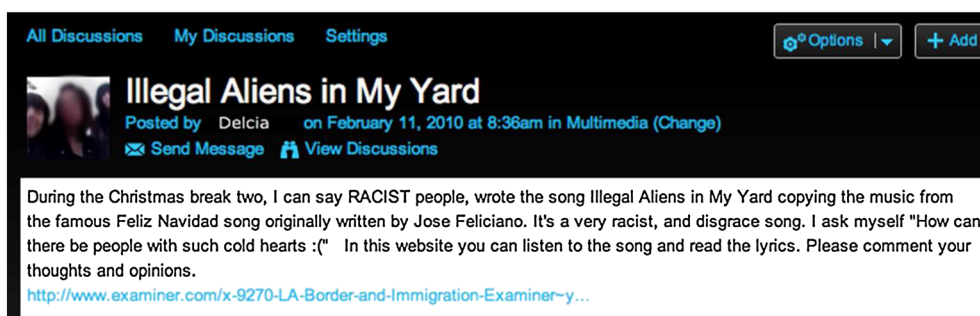 All Discussions My Discussions Settings
Options
+ Add
Illegal Aliens in My Yard
Posted by Delcia on February 11, 2010 at 8:36am in Multimedia (Change)
Send Message View Discussions
During the Christmas break two, I can say RACIST people, wrote the song Illegal Aliens in My Yard copying the music from
the famous Feliz Navidad song originally written by Jose Feliciano. It's a very racist, and disgrace song. I ask myself "How can
there be people with such cold hearts :(" In this website you can listen to the song and read the lyrics. Please comment your
thoughts and opinions.
http://www.examiner.com/x-9270-LA-Border-and-Immigration-Examiner~y...